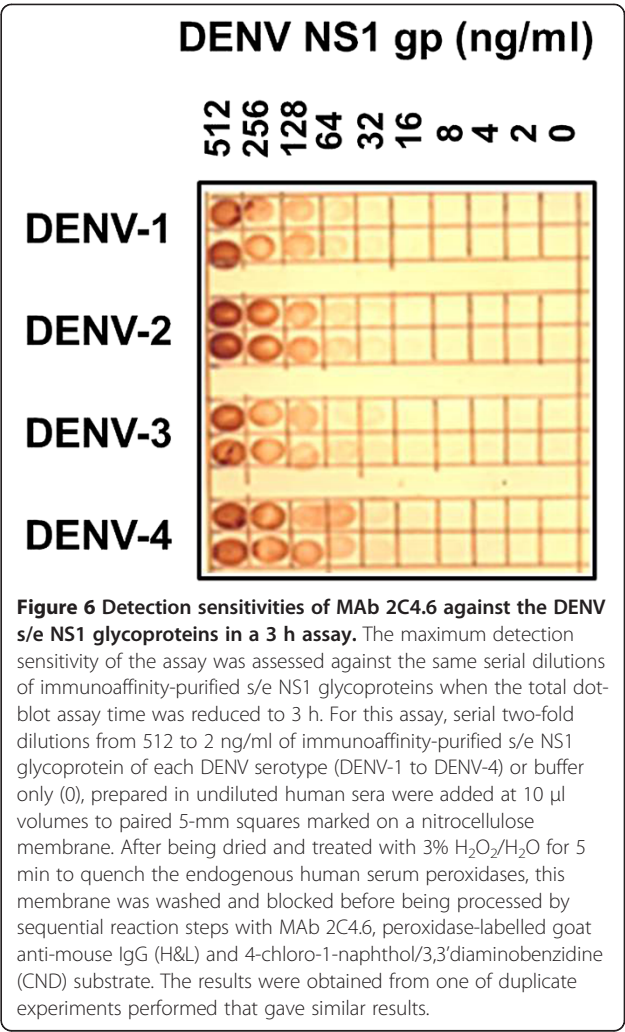 DENV NS1 gp (ng/ml)
512 256 128 64 32 16 8 4 2 0
DENV-1
DENV-2
DENV-3
DENV-4
Figure 6 Detection sensitivities of MAb 2C4.6 against the DENV
s/e NS1 glycoproteins in a 3 h assay. The maximum detection
sensitivity of the assay was assessed against the same serial dilutions
of immunoaffinity-purified s/e NS1 glycoproteins when the total dot-
blot assay time was reduced to 3 h. For this assay, serial two-fold
dilutions from 512 to 2 ng/ml of immunoaffinity-purified s/e NS1
glycoprotein of each DENV serotype (DENV-1 to DENV-4) or buffer
only (0), prepared in undiluted human sera were added at 10 μl
volumes to paired 5-mm squares marked on a nitrocellulose
membrane. After being dried and treated with 3% H₂O₂/H₂O for 5
min to quench the endogenous human serum peroxidases, this
membrane was washed and blocked before being processed by
sequential reaction steps with MAb 2C4.6, peroxidase-labelled goat
anti-mouse IgG (H&L) and 4-chloro-1-naphthol/3,3’diaminobenzidine
(CND) substrate. The results were obtained from one of duplicate
experiments performed that gave similar results.